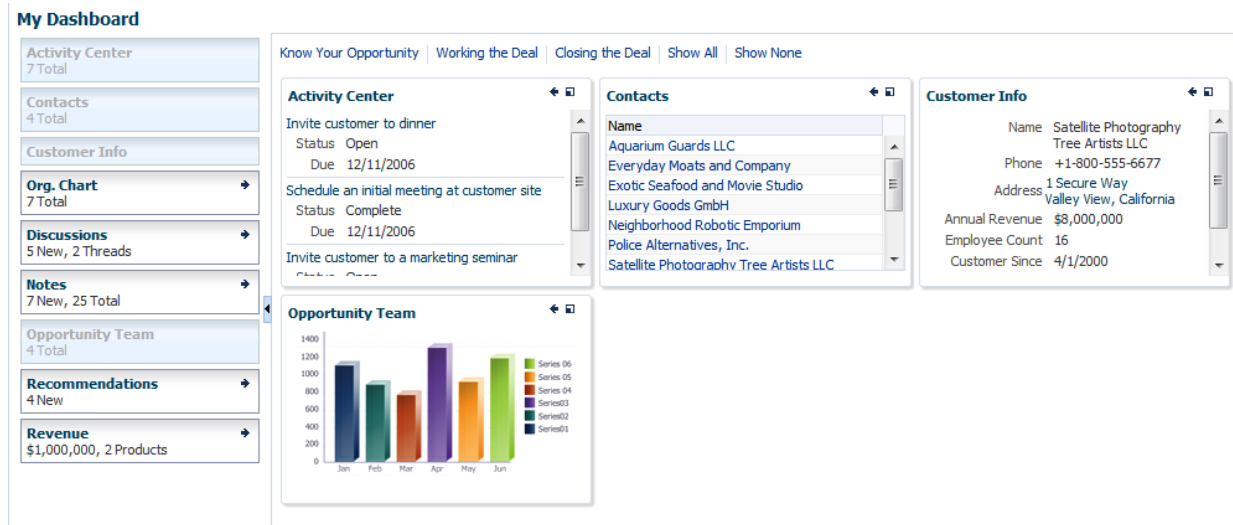 My Dashboard
Activity Center
7 Total
Contacts
4 Total
Customer Info
Org. Chart
7 Total
Discussions
5 New, 2 Threads
Notes
7 New, 25 Total
Opportunity Team
4 Total
Recommendations
4 New
Revenue
$1,000,000, 2 Products
Know Your Opportunity Working the Deal Closing the Deal Show All Show None
Activity Center
Invite customer to dinner
Status Open
Due 12/11/2006
Schedule an initial meeting at customer site
Status Complete
Due 12/11/2006
Invite customer to a marketing seminar
Status Open
Contacts
Name
Aquarium Guards LLC
Everyday Moats and Company
Exotic Seafood and Movie Studio
Luxury Goods GmbH
Neighborhood Robotic Emporium
Police Alternatives, Inc.
Satellite Photography Tree Artists LLC
Customer Info
Name Satellite Photography
Tree Artists LLC
Phone +1-800-555-6677
Address 1 Secure Way
Valley View, California
Annual Revenue $8,000,000
Employee Count 16
Customer Since 4/1/2000
Opportunity Team
1400
1200
1000
800
600
400
200
0
Jan Feb Mar Apr May Jun
Series 06
Series 05
Series 04
Series03
Series02
Series01